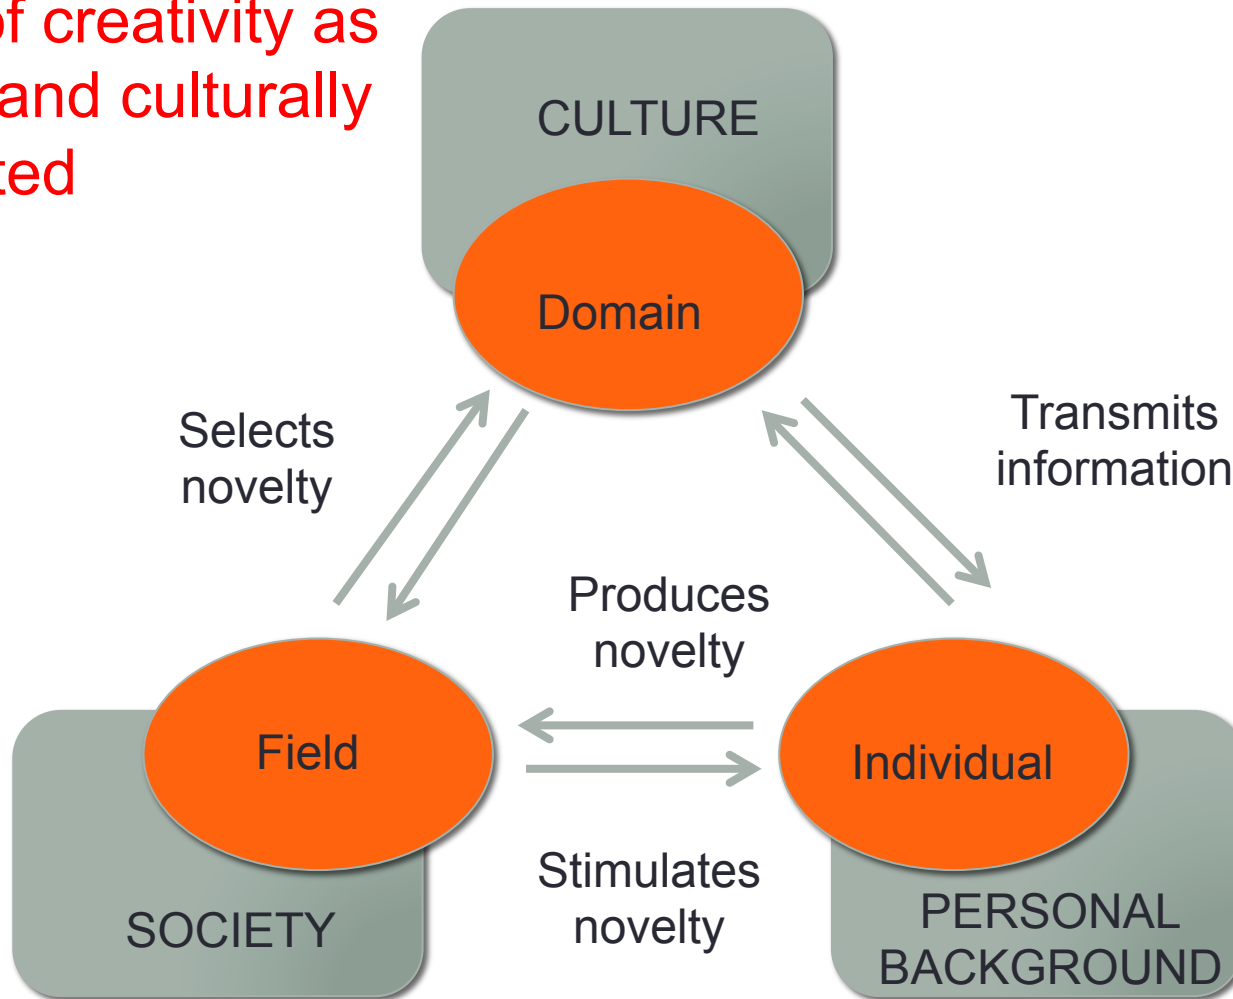 of creativity as
and culturally
ted
CULTURE
Domain
Selects
novelty
Transmits
information
Produces
novelty
Field
Individual
Stimulates
novelty
SOCIETY
PERSONAL
BACKGROUND